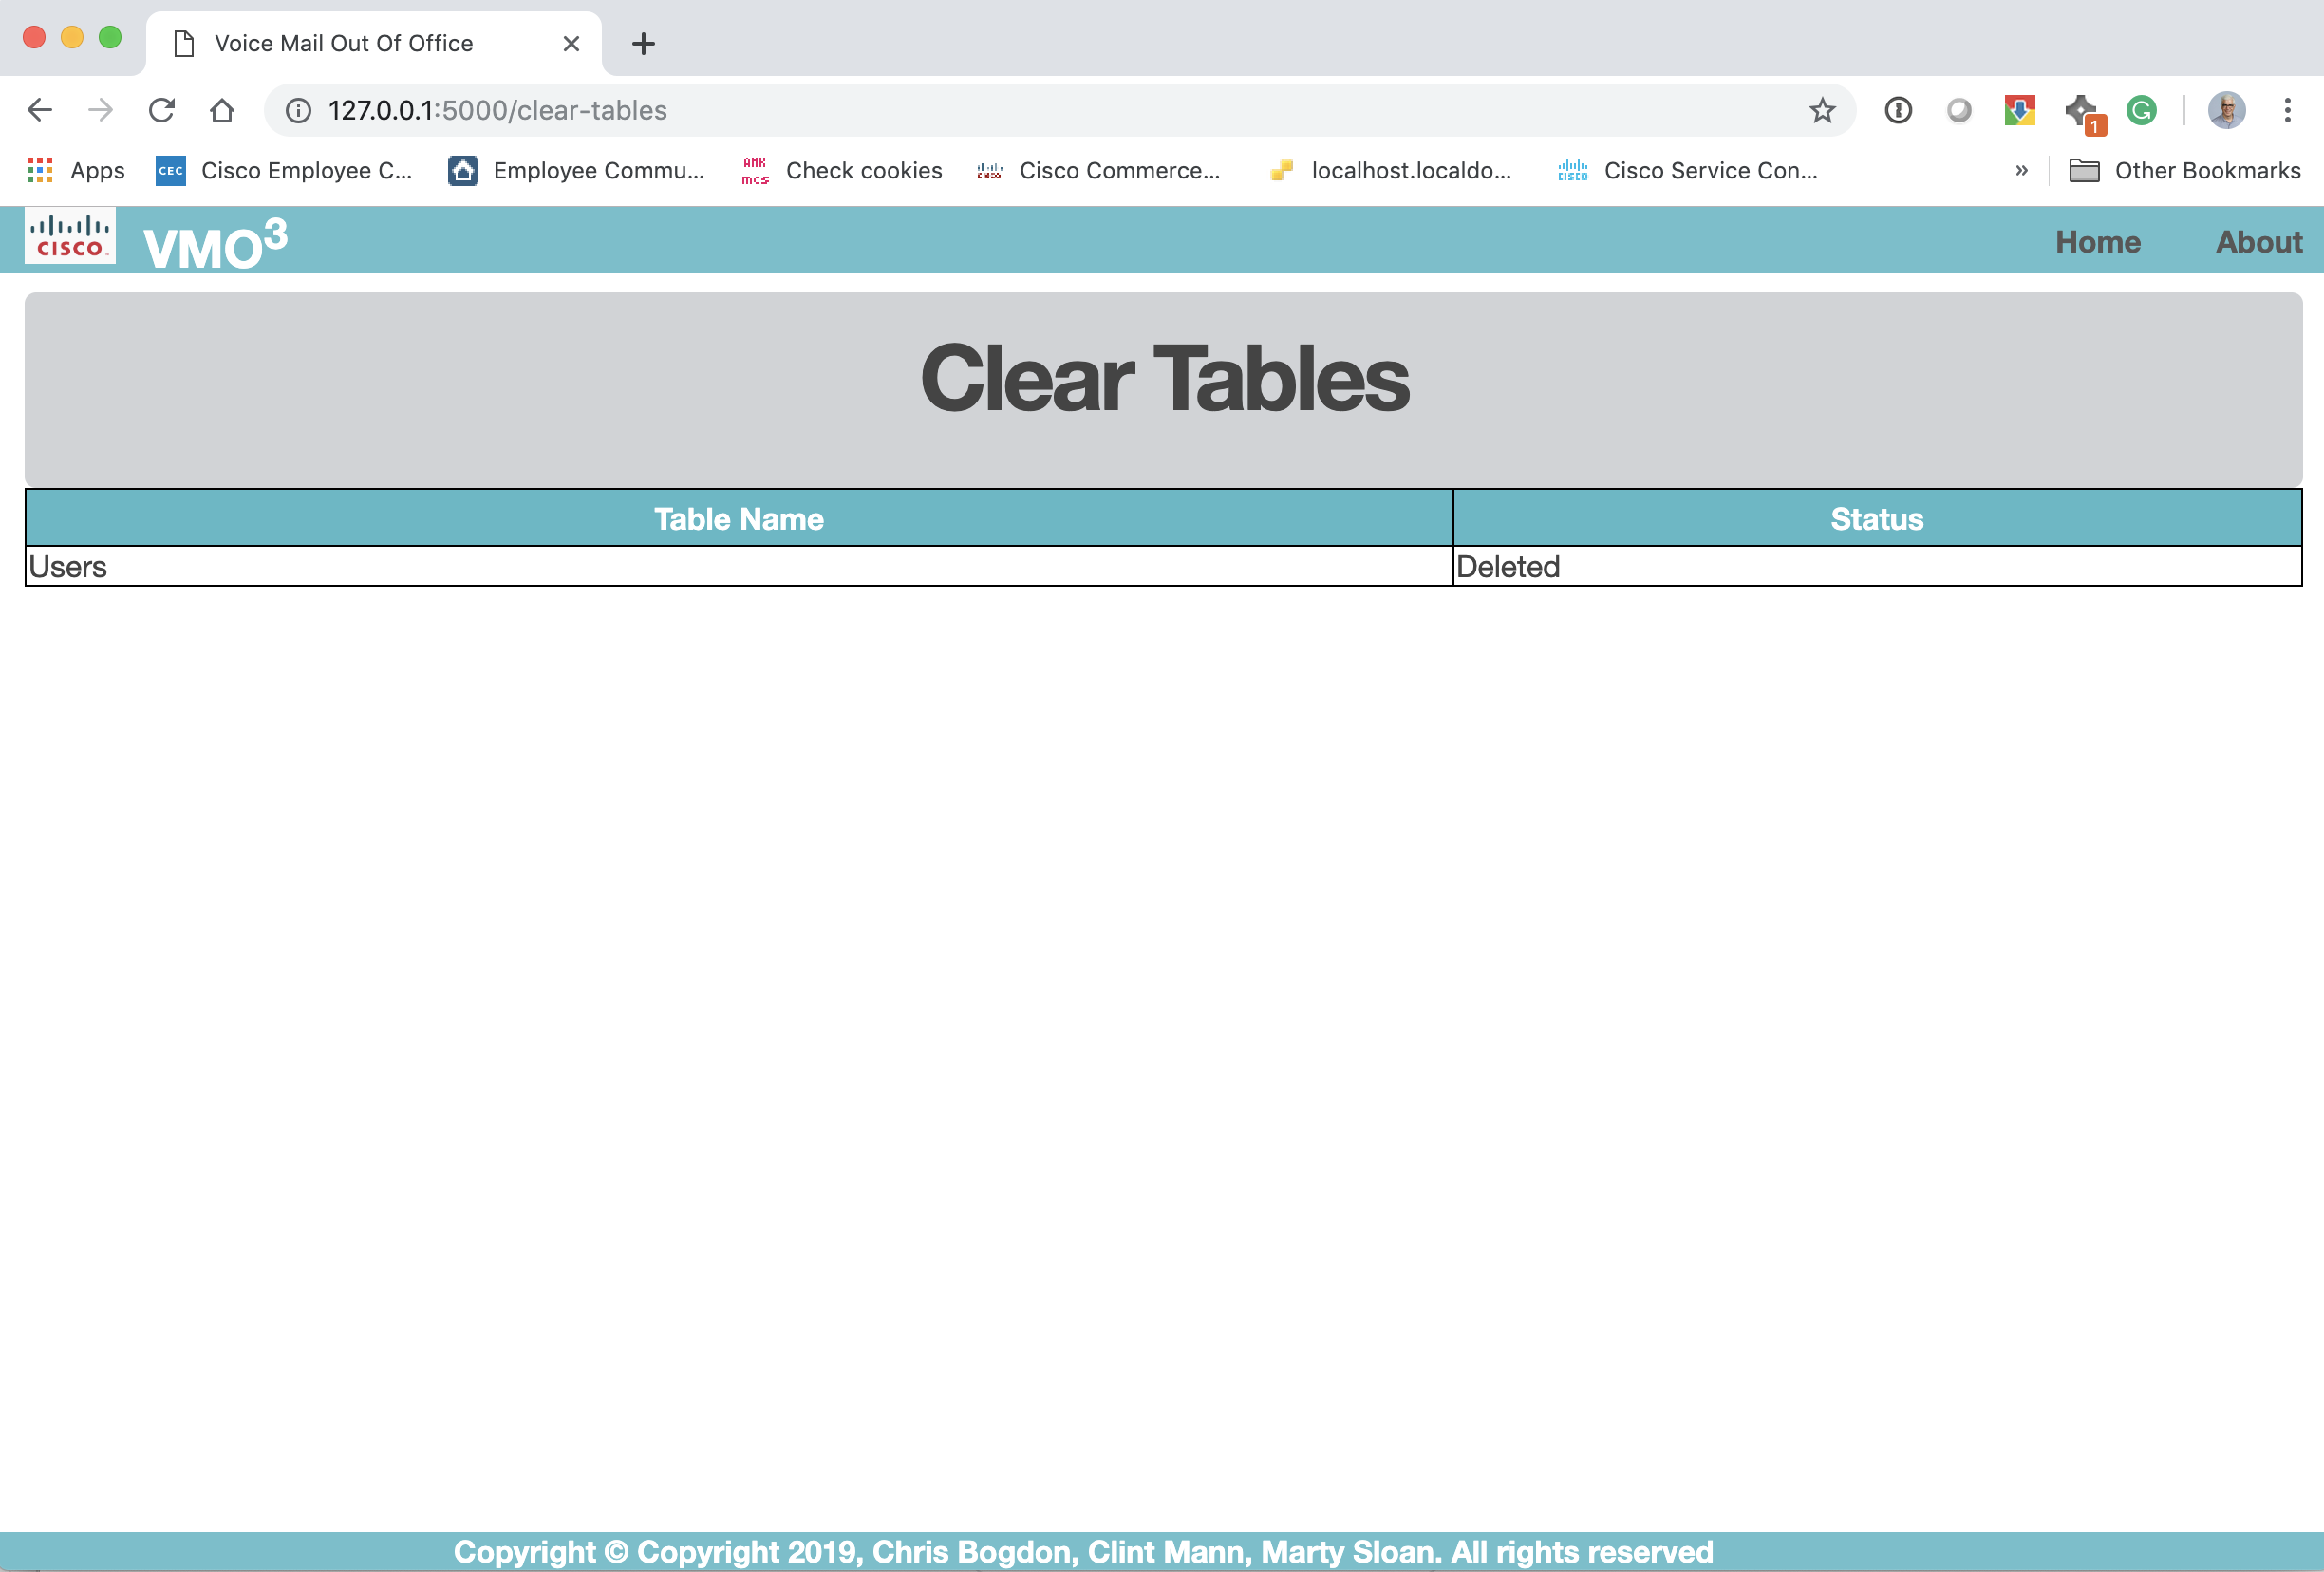 Voice Mail Out Of Office
127.0.0.1:5000/clear-tables
1
Apps
CEC
Cisco Employee C...
Employee Commu...
AMK
mcs
Check cookies
Cisco Commerce...
localhost.localdo...
CISCO
Cisco Service Con...
»
Other Bookmarks
CISCO
VMO3
Home
About
Clear Tables
Table Name
Status
Users
Deleted
Copyright © Copyright 2019, Chris Bogdon, Clint Mann, Marty Sloan. All rights reserved